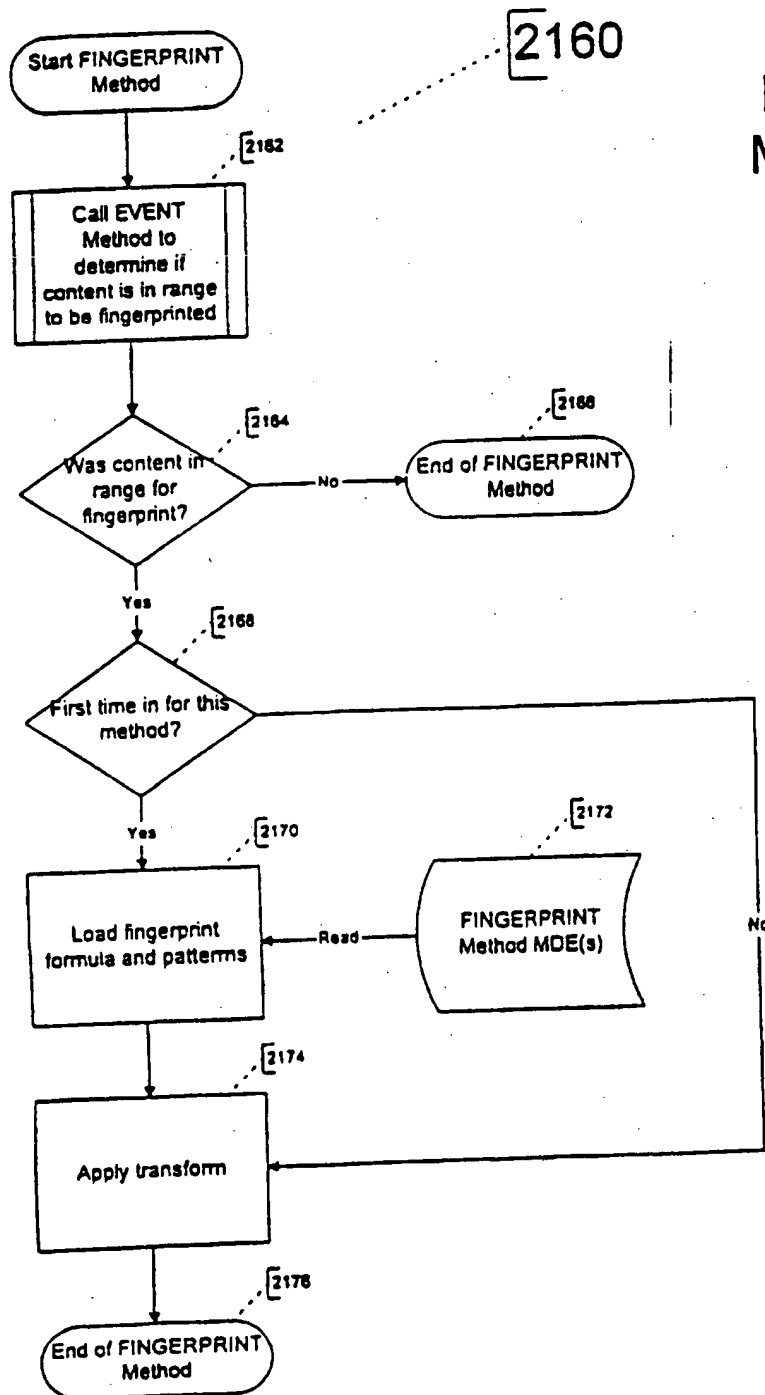 2160
Start FINGERPRINT
Method
2162
Call EVENT
Method to
determine if
content is in range
to be fingerprinted
2164
Was content in
range for
fingerprint?
No
2166
End of FINGERPRINT
Method
Yes
2168
First time in for this
method?
No
Yes
2170
Load fingerprint
formula and patterns
Read
2172
FINGERPRINT
Method MDE(s)
2174
Apply transform
2176
End of FINGERPRINT
Method